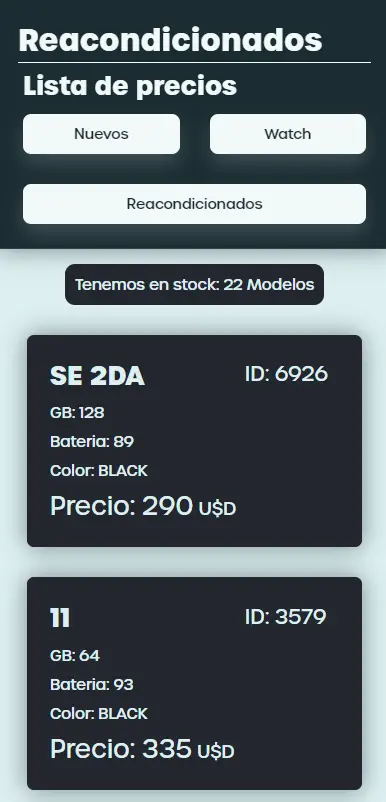 Reacondicionados
Lista de precios
Nuevos
Watch
Reacondicionados
Tenemos en stock: 22 Modelos
SE 2DA
ID: 6926
GB: 128
Bateria: 89
Color: BLACK
Precio: 290 U$D
11
ID: 3579
GB: 64
Bateria: 93
Color: BLACK
Precio: 335 U$D